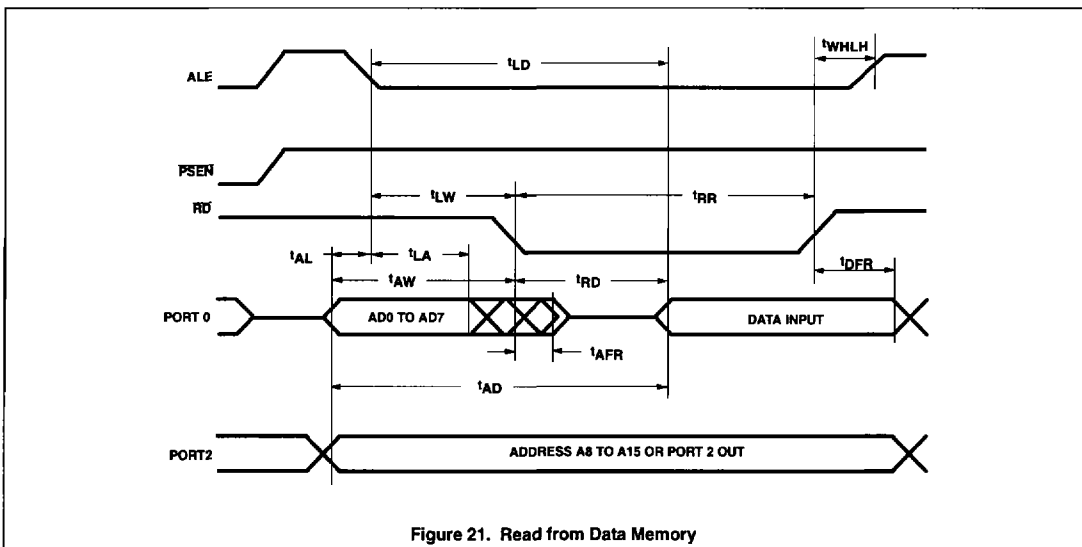 tWHLH
tLD
ALE
PSEN
tLW
tRR
RD
tAL
tLA
tDFR
tAW
tRD
PORT 0
AD0 TO AD7
DATA INPUT
tAFR
tAD
PORT2
ADDRESS A8 TO A15 OR PORT 2 OUT
Figure 21. Read from Data Memory